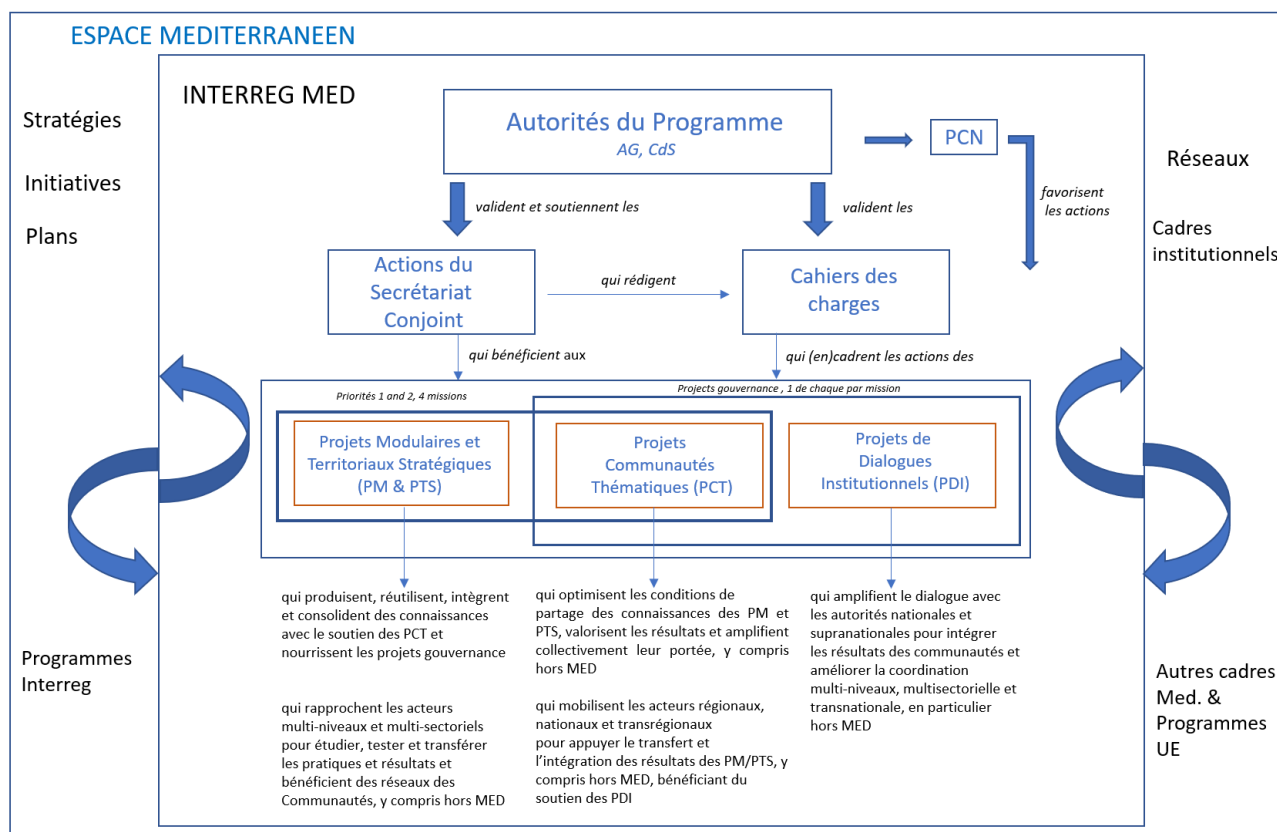 ESPACE MEDITERRANEEN
INTERREG MED
Stratégies
Initiatives
Plans
Autorités du Programme
AG, CdS
PCN
Réseaux
Cadres
institutionnels
valident et soutiennent les
valident les
favorisent
les actions
Actions du
Secrétariat
Conjoint
qui rédigent
Cahiers des
charges
qui bénéficient aux
qui (en)cadrent les actions des
Priorités 1 and 2, 4 missions
Projects gouvernance , 1 de chaque par mission
Projets Modulaires et
Territoriaux Stratégiques
(PM & PTS)
Projets
Communautés
Thématiques (PCT)
Projets de
Dialogues
Institutionnels (PDI)
qui produisent, réutilisent, intègrent
et consolident des connaissances
avec le soutien des PCT et
nourrissent les projets gouvernance
qui rapprochent les acteurs
multi-niveaux et multi-sectoriels
pour étudier, tester et transférer
les pratiques et résultats et
bénéficient des réseaux des
Communautés, y compris hors MED
qui optimisent les conditions de
partage des connaissances des PM et
PTS, valorisent les résultats et amplifient
collectivement leur portée, y compris
hors MED
qui mobilisent les acteurs régionaux,
nationaux et transrégionaux
pour appuyer le transfert et
l’intégration des résultats des PM/PTS, y
compris hors MED, bénéficiant du
soutien des PDI
qui amplifient le dialogue avec
les autorités nationales et
supranationales pour intégrer
les résultats des communautés et
améliorer la coordination
multi-niveaux, multisectorielle et
transnationale, en particulier
hors MED
Programmes
Interreg
Autres cadres
Med. &
Programmes
UE